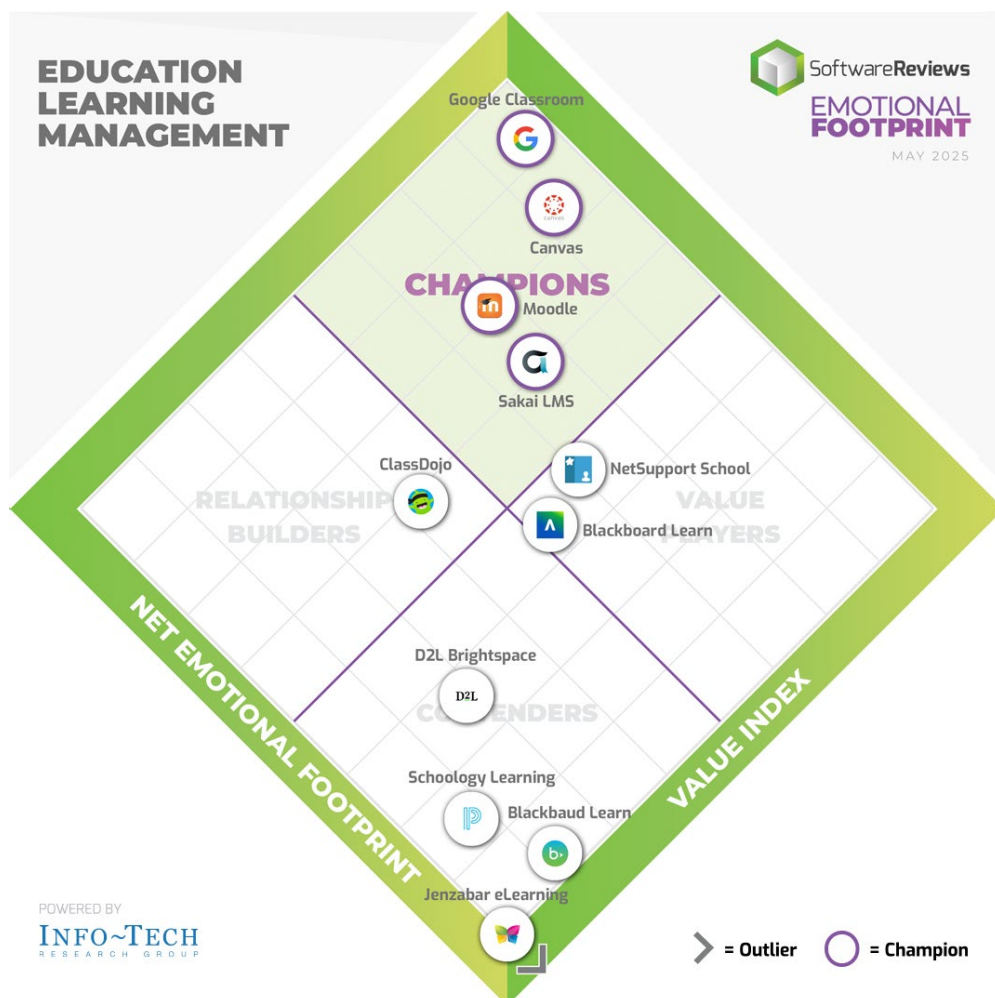 EDUCATION
LEARNING
MANAGEMENT
SoftwareReviews
EMOTIONAL
FOOTPRINT
MAY 2025
Google Classroom
canvas
Canvas
CHAMPIONS
m
Moodle
Sakai LMS
ClassDojo
NetSupport School
RELATIONSHIP
BUILDERS
VALUE
PLAYERS
Blackboard Learn
D2L Brightspace
D2L
CONTENDERS
Schoology Learning
Blackbaud Learn
b
Jenzabar eLearning
NET EMOTIONAL FOOTPRINT
VALUE INDEX
POWERED BY
INFO~TECH
RESEARCH GROUP
= Outlier
= Champion